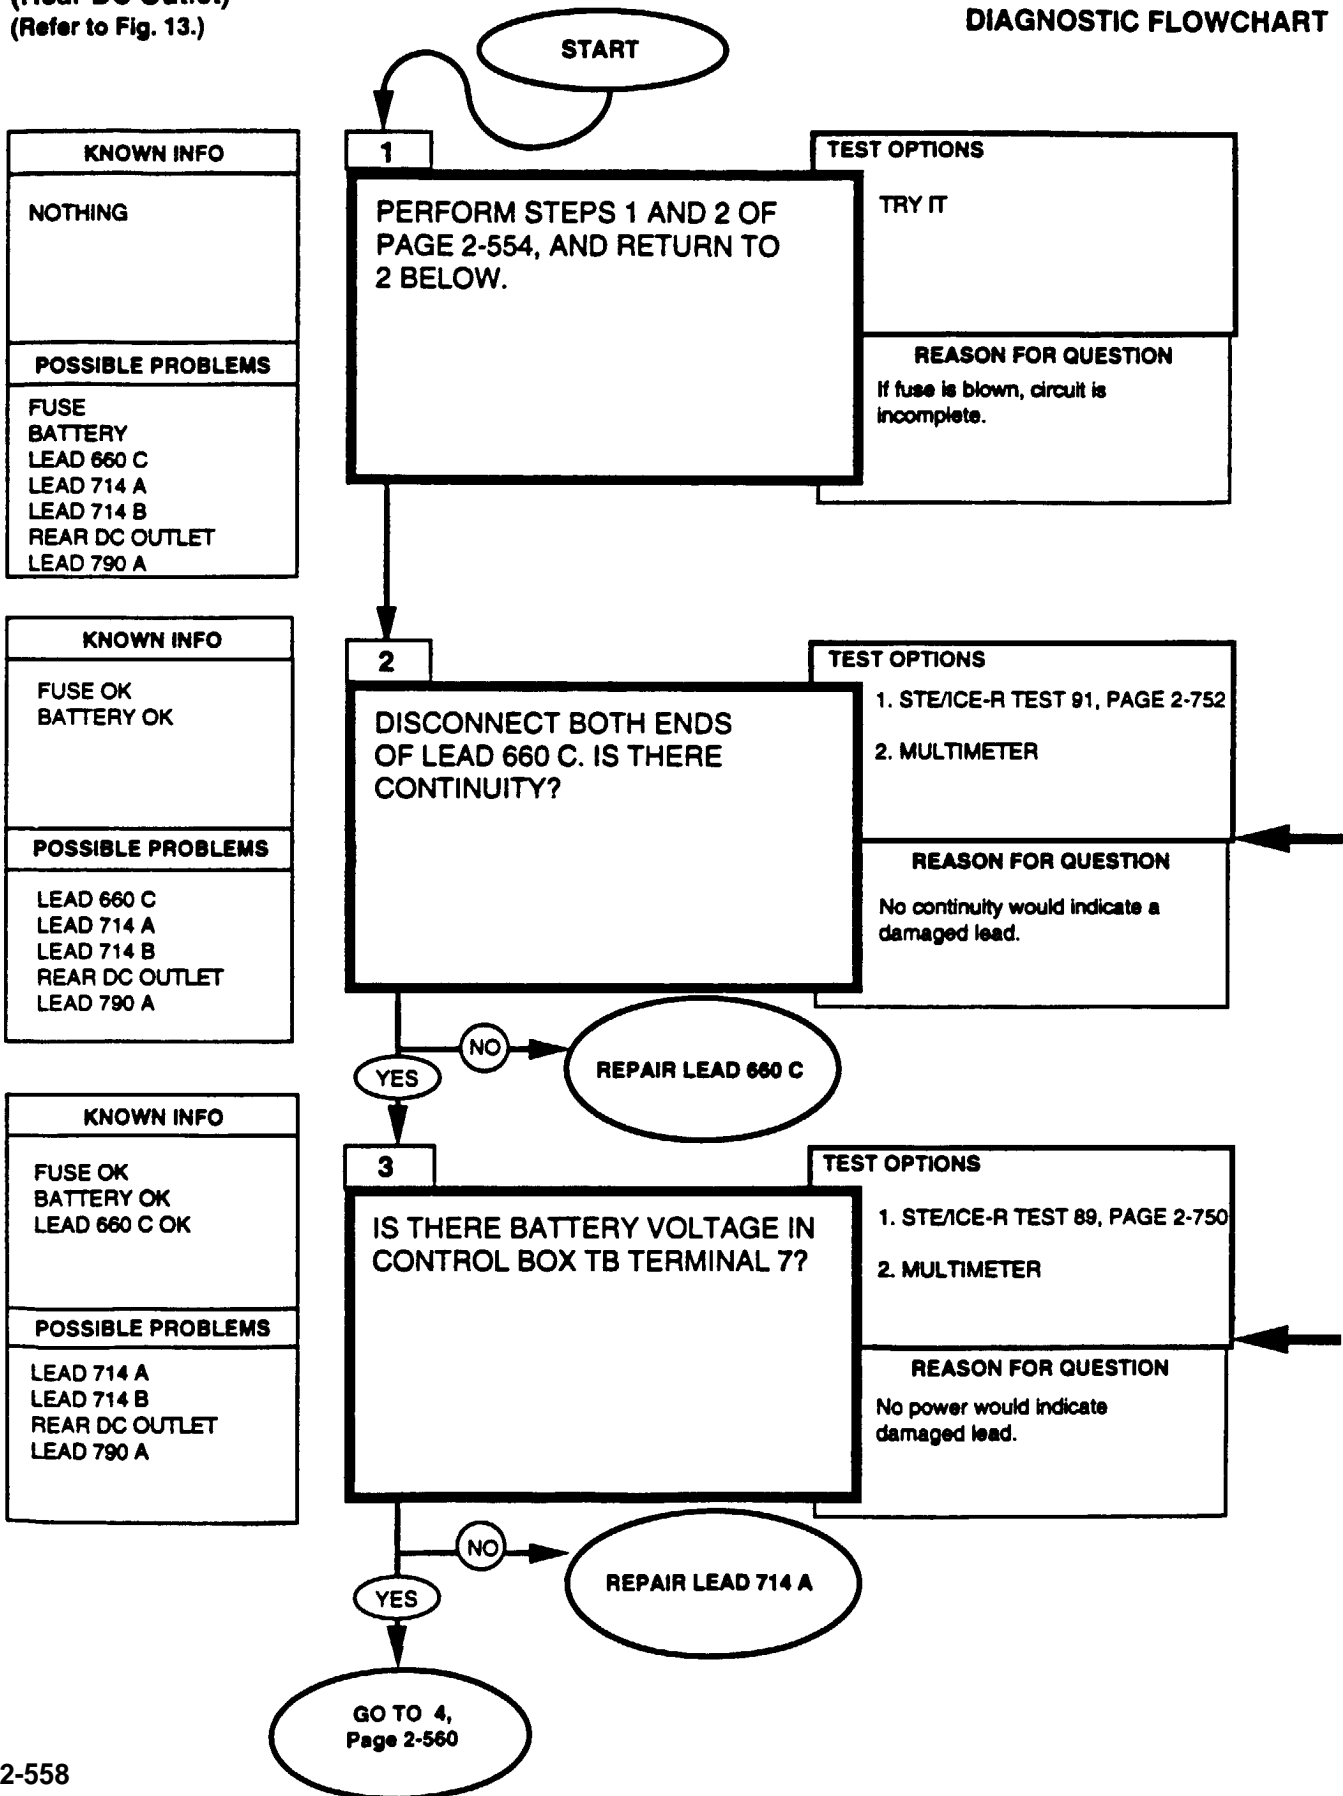 (Rear DC Outlet)
(Refer to Fig. 13.)
DIAGNOSTIC FLOWCHART
START
KNOWN INFO
NOTHING
POSSIBLE PROBLEMS
FUSE
BATTERY
LEAD 660 C
LEAD 714 A
LEAD 714 B
REAR DC OUTLET
LEAD 790 A
1
PERFORM STEPS 1 AND 2 OF
PAGE 2-554, AND RETURN TO
2 BELOW.
TEST OPTIONS
TRY IT
REASON FOR QUESTION
If fuse is blown, circuit is
incomplete.
KNOWN INFO
FUSE OK
BATTERY OK
POSSIBLE PROBLEMS
LEAD 660 C
LEAD 714 A
LEAD 714 B
REAR DC OUTLET
LEAD 790 A
2
DISCONNECT BOTH ENDS
OF LEAD 660 C. IS THERE
CONTINUITY?
TEST OPTIONS
1. STE/ICE-R TEST 91, PAGE 2-752
2. MULTIMETER
REASON FOR QUESTION
No continuity would indicate a
damaged lead.
NO
REPAIR LEAD 660 C
YES
KNOWN INFO
FUSE OK
BATTERY OK
LEAD 660 C OK
POSSIBLE PROBLEMS
LEAD 714 A
LEAD 714 B
REAR DC OUTLET
LEAD 790 A
3
IS THERE BATTERY VOLTAGE IN
CONTROL BOX TB TERMINAL 7?
TEST OPTIONS
1. STE/ICE-R TEST 89, PAGE 2-750
2. MULTIMETER
REASON FOR QUESTION
No power would indicate
damaged lead.
NO
REPAIR LEAD 714 A
YES
GO TO 4,
Page 2-560
2-558